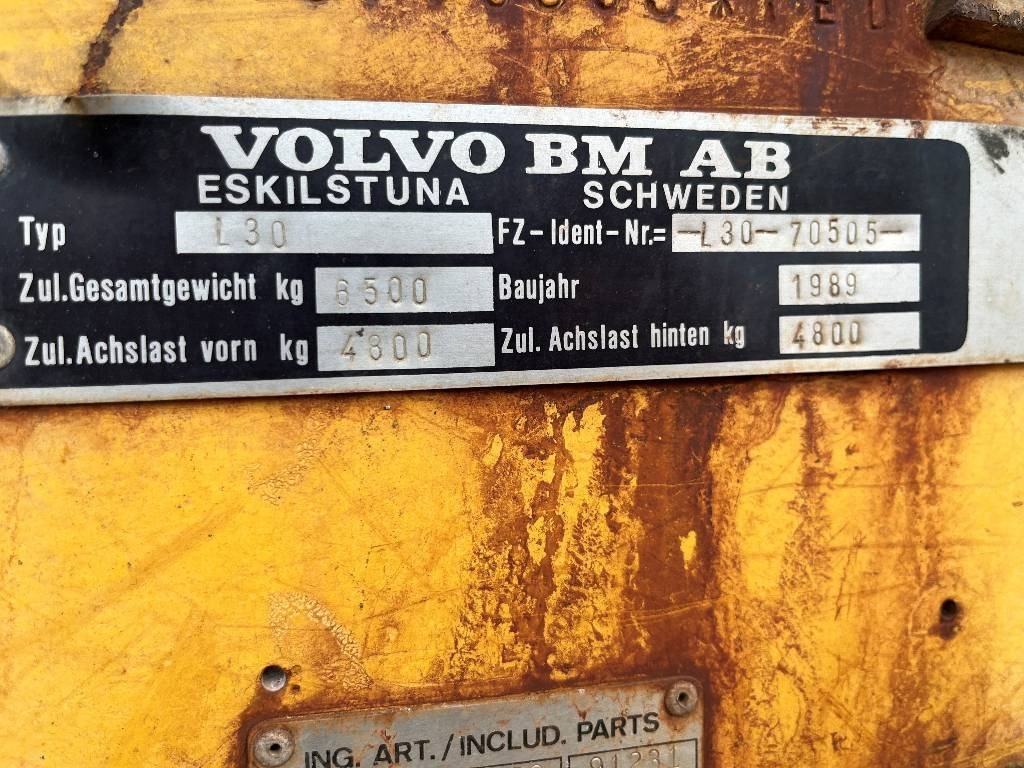 VOLVO BM AB
ESKILSTUNA SCHWEDEN
Typ L30 FZ-Ident-Nr.= -L30-70505-
Zul.Gesamtgewicht kg 6500 Baujahr 1989
Zul.Achslast vorn kg 4800 Zul. Achslast hinten kg 4800
ING. ART./INCLUD. PARTS
91231